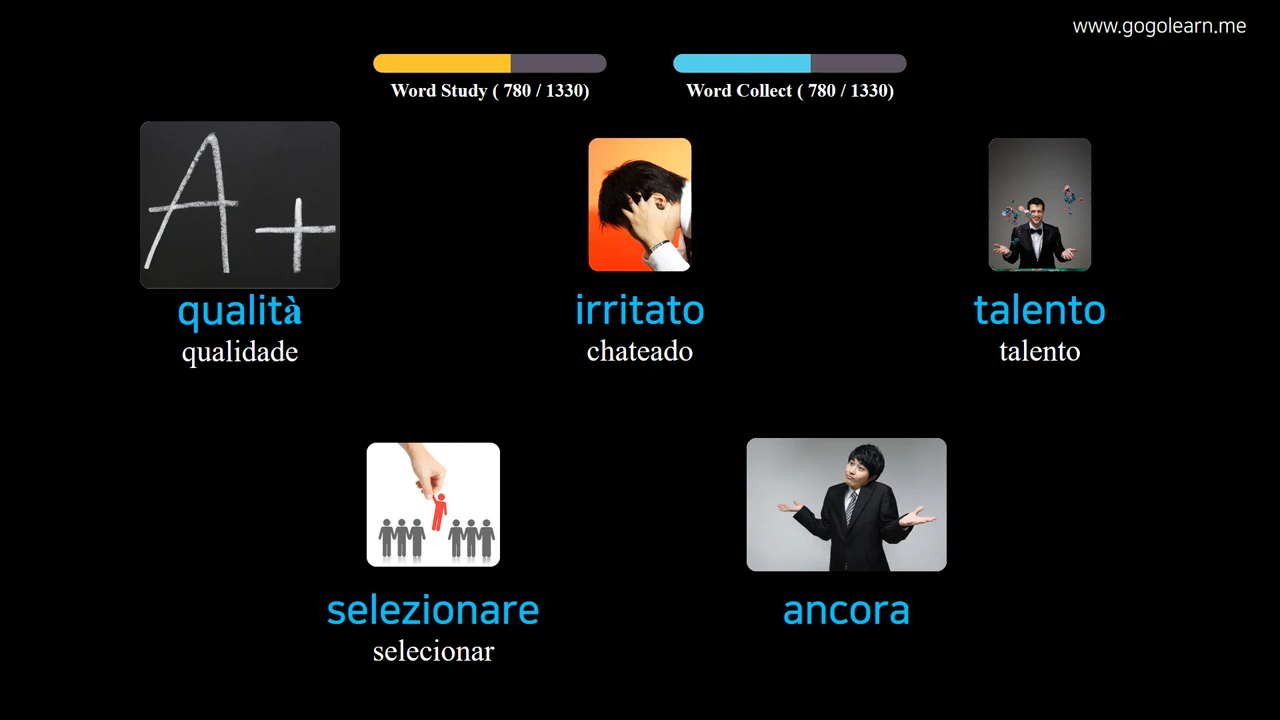 www.gogolearn.me
Word Study ( 780 / 1330)
Word Collect ( 780 / 1330)
A+
qualità
qualidade
irritato
chateado
talento
talento
selezionare
selecionar
ancora